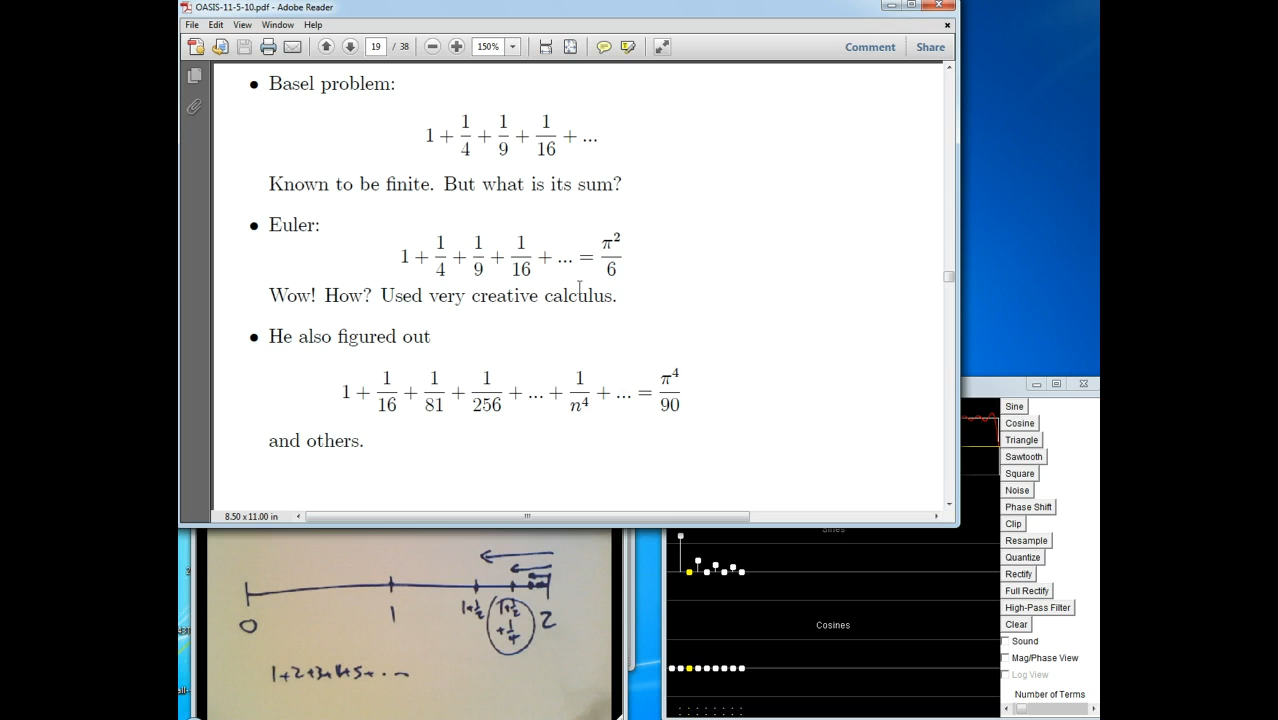 OASIS-11-5-10.pdf - Adobe Reader
File Edit View Window Help
19 / 38 150% Comment Share
• Basel problem:
1 + 1/4 + 1/9 + 1/16 + ...
Known to be finite. But what is its sum?
• Euler:
1 + 1/4 + 1/9 + 1/16 + ... = π²/6
Wow! How? Used very creative calculus.
• He also figured out
1 + 1/16 + 1/81 + 1/256 + ... + 1/n⁴ + ... = π⁴/90
and others.
8.50 x 11.00 in
0 1 1+1/2 1+1/2+1/4 2
1+2+3+4+5+...
Sine
Cosine
Triangle
Sawtooth
Square
Noise
Phase Shift
Clip
Resample
Quantize
Rectify
Full Rectify
High-Pass Filter
Clear
Sound
Mag/Phase View
Log View
Number of Terms
Sines
Cosines